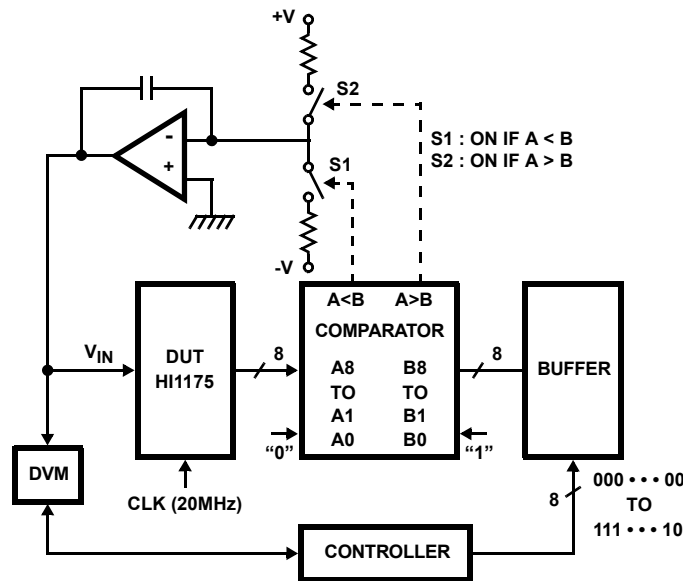 +V
S2
-
+
S1
S1 : ON IF A < B
S2 : ON IF A > B
-V
VIN
DUT
HI1175
8
A<B A>B
COMPARATOR
A8 B8
TO TO
A1 B1
A0 B0
“0”
“1”
8
BUFFER
DVM
CLK (20MHz)
8
000 • • • 00
TO
111 • • • 10
CONTROLLER